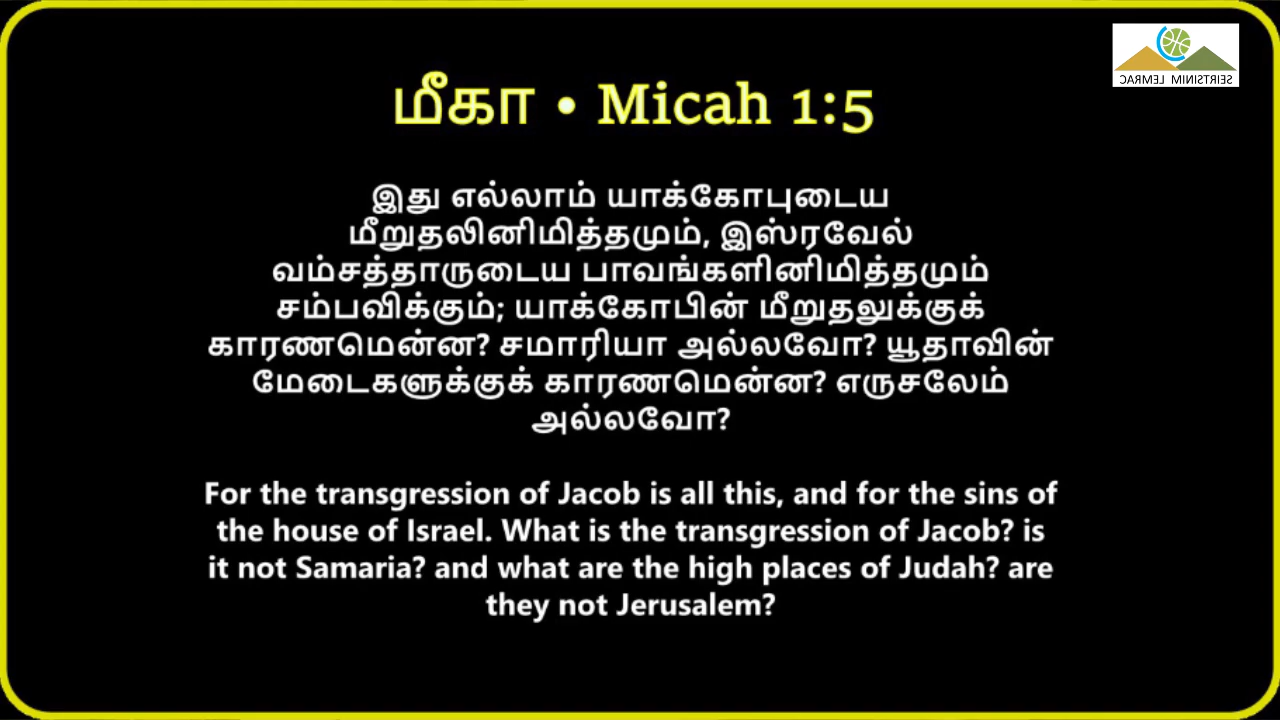 CARMEL MINISTRIES
மீகா • Micah 1:5
இது எல்லாம் யாக்கோபுடைய
மீறுதலினிமித்தமும், இஸ்ரவேல்
வம்சத்தாருடைய பாவங்களினிமித்தமும்
சம்பவிக்கும்; யாக்கோபின் மீறுதலுக்குக்
காரணமென்ன? சமாரியா அல்லவோ? யூதாவின்
மேடைகளுக்குக் காரணமென்ன? எருசலேம்
அல்லவோ?
For the transgression of Jacob is all this, and for the sins of
the house of Israel. What is the transgression of Jacob? is
it not Samaria? and what are the high places of Judah? are
they not Jerusalem?